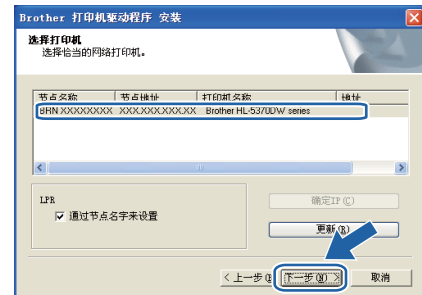 Brother 打印机驱动程序 安装
选择打印机
选择恰当的网络打印机。
节点名称 节点地址 打印机名称 地址
BRN XXXXXXXX XXX.XXX.XXX.XX Brother HL-5370DW series
LPR
通过节点名字来设置
确定IP(C)
更新(R)
<上一步 下一步(N)> 取消